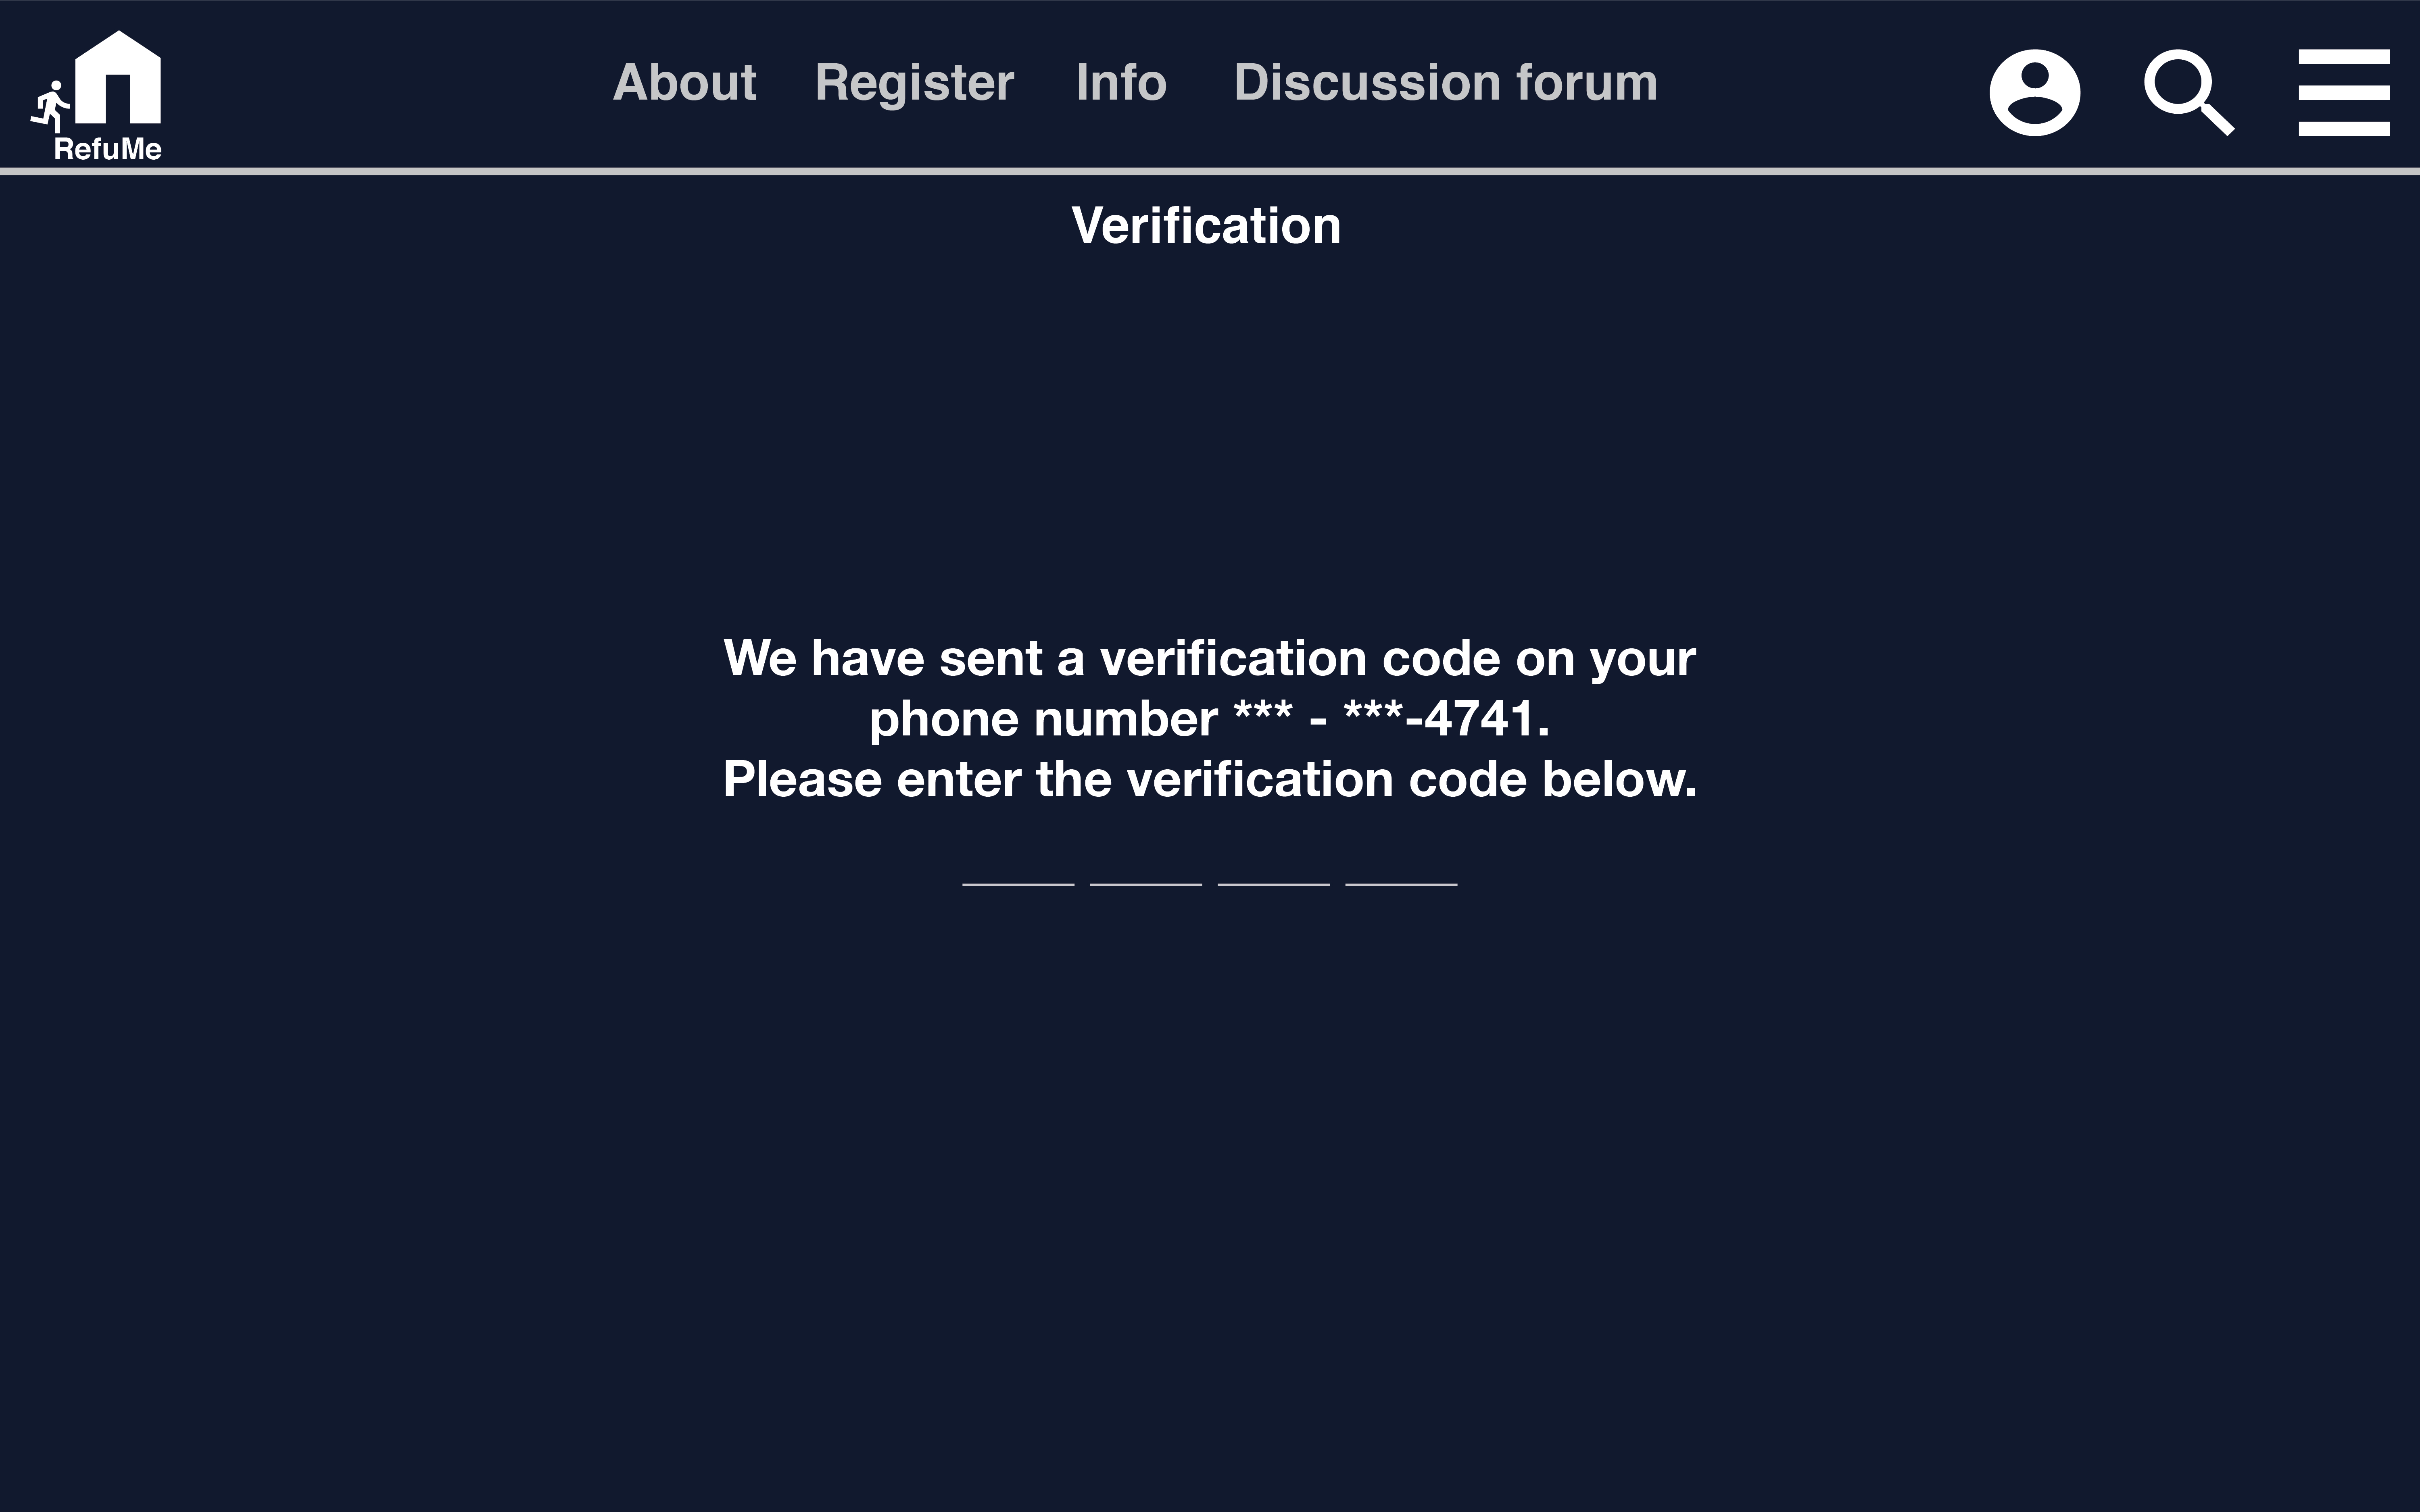 RefuMe
About
Register
Info
Discussion forum
Verification
We have sent a verification code on your
phone number *** - ***-4741.
Please enter the verification code below.